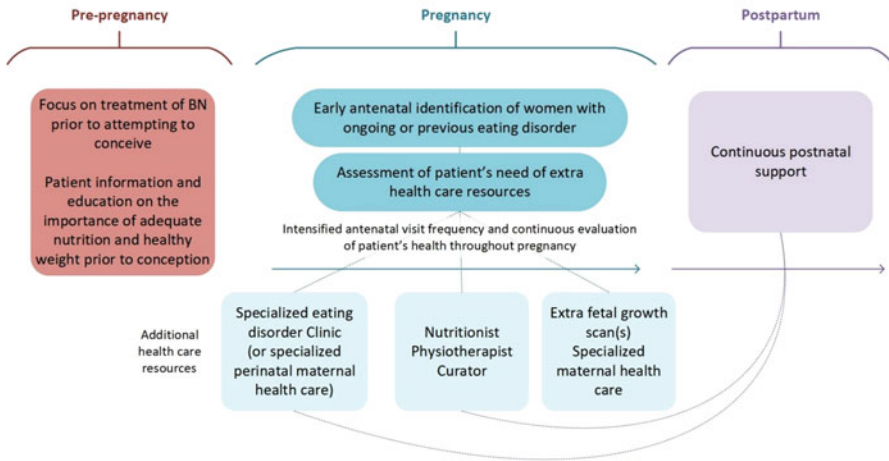 Pre-pregnancy
Pregnancy
Postpartum
Focus on treatment of BN
prior to attempting to
conceive
Patient information and
education on the
importance of adequate
nutrition and healthy
weight prior to conception
Early antenatal identification of women with
ongoing or previous eating disorder
Assessment of patient's need of extra
health care resources
Intensified antenatal visit frequency and continuous evaluation
of patient's health throughout pregnancy
Continuous postnatal
support
Additional
health care
resources
Specialized eating
disorder Clinic
(or specialized
perinatal maternal
health care)
Nutritionist
Physiotherapist
Curator
Extra fetal growth
scan(s)
Specialized
maternal health
care